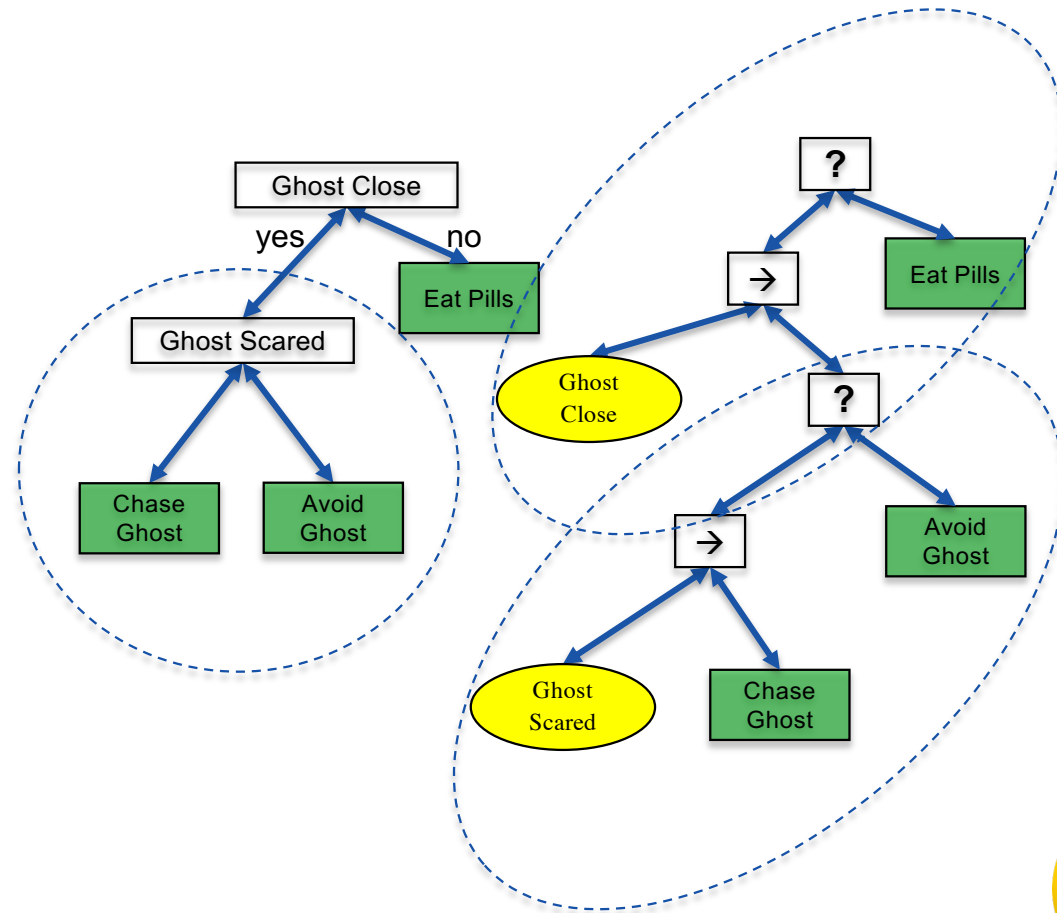 Ghost Close
yes
no
Eat Pills
Ghost Scared
Chase
Ghost
Avoid
Ghost
?
→
Eat Pills
Ghost
Close
?
→
Avoid
Ghost
Ghost
Scared
Chase
Ghost